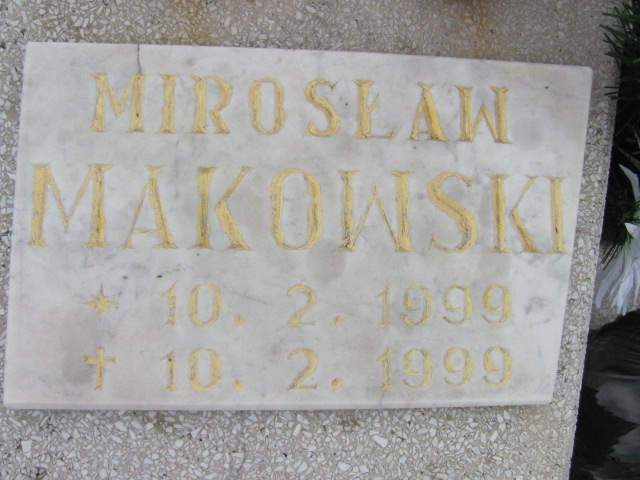 MIROSŁAW
MAKOWSKI
* 10. 2. 1999
✝ 10. 2. 1999